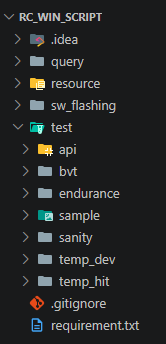 RC_WIN_SCRIPT
.idea
query
resource
sw_flashing
test
api
bvt
endurance
sample
sanity
temp_dev
temp_hit
.gitignore
requirement.txt